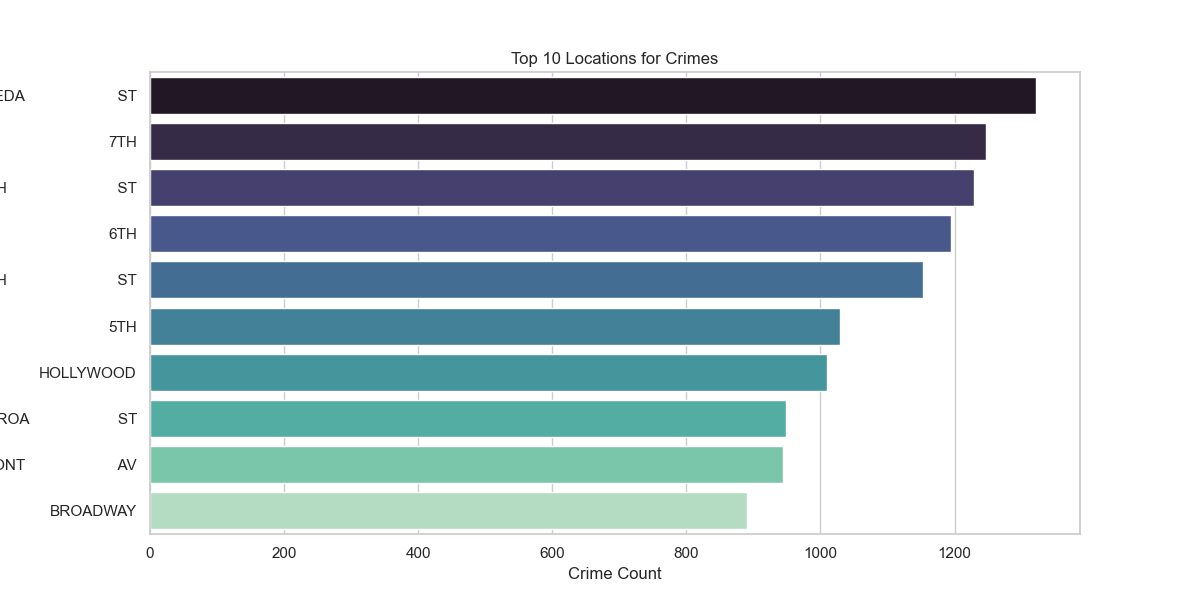 Top 10 Locations for Crimes
EDA ST
7TH
H ST
6TH
H ST
5TH
HOLLYWOOD
ROA ST
ONT AV
BROADWAY
0 200 400 600 800 1000 1200
Crime Count